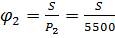 φ₂ = S/P₂ = S/5500